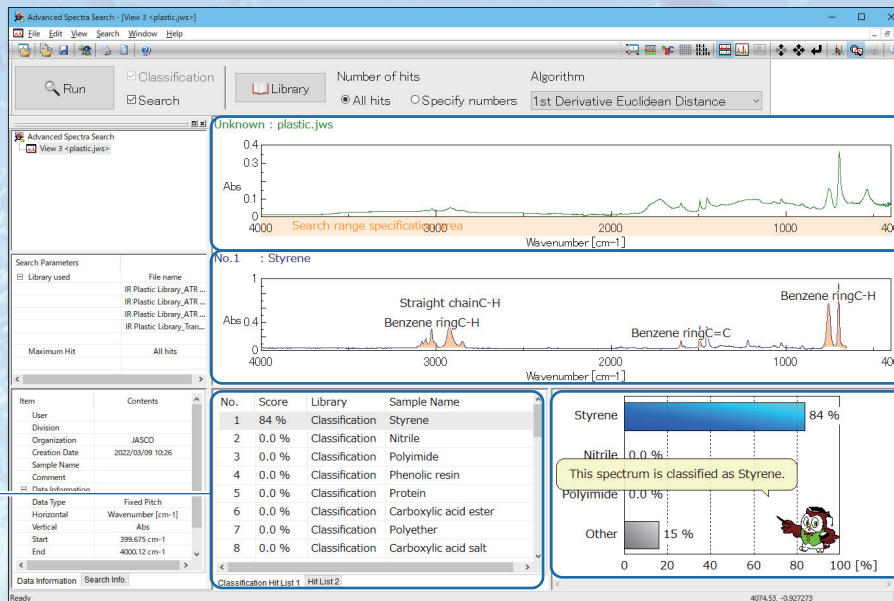 Advanced Spectra Search - [View 3 <plastic.jws>]
File Edit View Search Window Help
Run
Classification
Search
Library
Number of hits
All hits
Specify numbers
Algorithm
1st Derivative Euclidean Distance
Advanced Spectra Search
View 3 <plastic.jws>
Unknown : plastic.jws
0.4
0.3
Abs
0.1
0
4000 3000 2000 1000 400
Search range specification area
Wavenumber [cm-1]
Search Parameters
Library used File name
IR Plastic Library_ATR ...
IR Plastic Library_ATR ...
IR Plastic Library_ATR ...
IR Plastic Library_Tran...
Maximum Hit All hits
No.1 : Styrene
1
Abs 0.4
0
Straight chainC-H
Benzene ringC-H
Benzene ringC=C
Benzene ringC-H
4000 3000 2000 1000 400
Wavenumber [cm-1]
Item Contents
User
Division
Organization JASCO
Creation Date 2022/03/09 10:26
Sample Name
Comment
Data Information
Data Type Fixed Pitch
Horizontal Wavenumber [cm-1]
Vertical Abs
Start 399.675 cm-1
End 4000.12 cm-1
Data Information Search Info.
No. Score Library Sample Name
1 84 % Classification Styrene
2 0.0 % Classification Nitrile
3 0.0 % Classification Polyimide
4 0.0 % Classification Phenolic resin
5 0.0 % Classification Protein
6 0.0 % Classification Carboxylic acid ester
7 0.0 % Classification Polyether
8 0.0 % Classification Carboxylic acid salt
Classification Hit List 1 Hit List 2
Styrene 84 %
Nitrile 0.0 %
This spectrum is classified as Styrene.
Polyimide 0.0 %
Other 15 %
0 20 40 60 80 100 [%]
Ready
4074.53, -0.927273